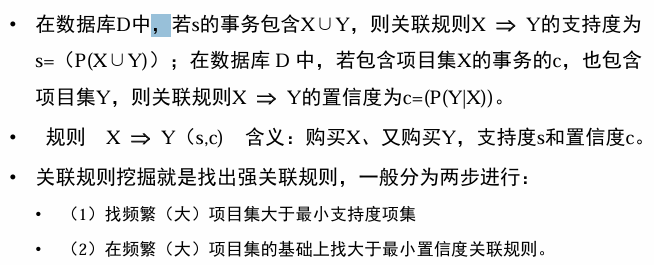 • 在数据库D中，若s的事务包含X∪Y，则关联规则X ⇒ Y的支持度为
s=（P(X∪Y)）；在数据库 D 中，若包含项目集X的事务的c，也包含
项目集Y，则关联规则X ⇒ Y的置信度为c=(P(Y|X))。
• 规则 X ⇒ Y（s,c) 含义：购买X、又购买Y，支持度s和置信度c。
• 关联规则挖掘就是找出强关联规则，一般分为两步进行：
• （1）找频繁（大）项目集大于最小支持度项集
• （2）在频繁（大）项目集的基础上找大于最小置信度关联规则。